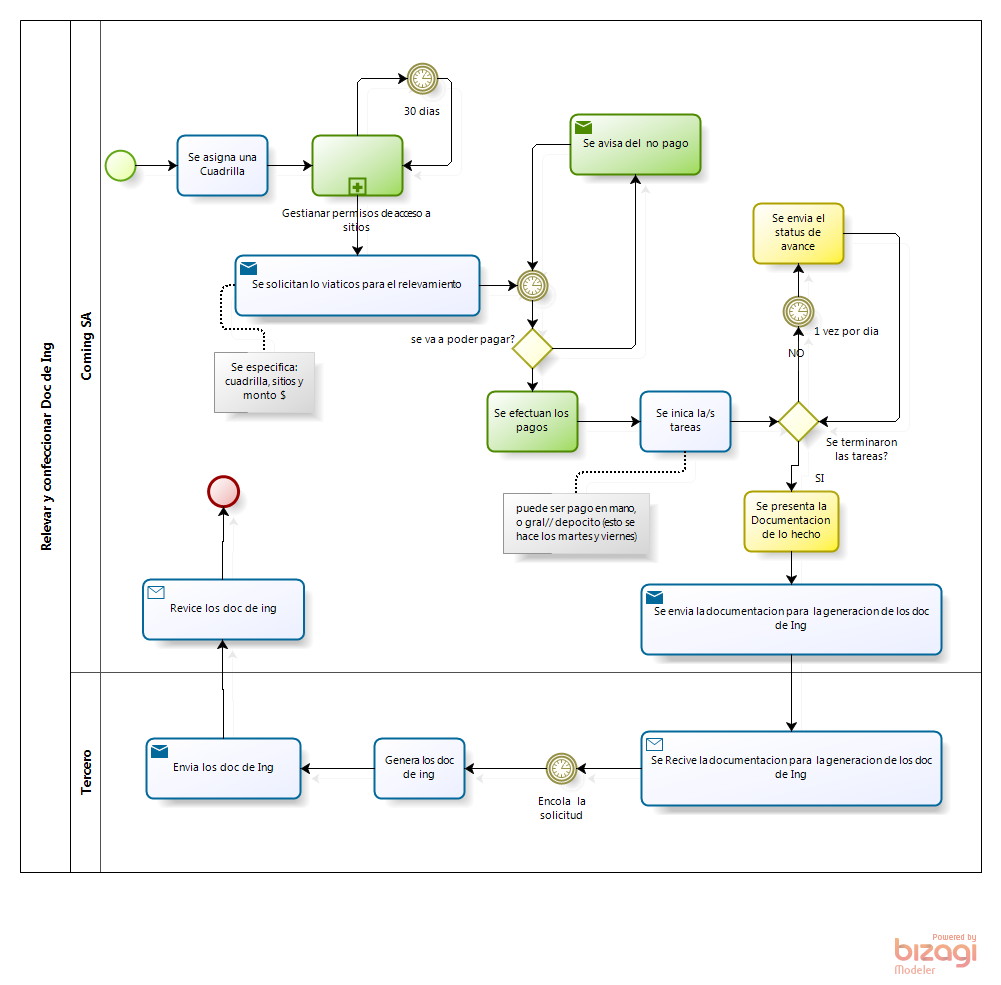 Relevar y confeccionar Doc de Ing
Coming SA
30 dias
Se asigna una
Cuadrilla
Gestianar permisos de acceso a
sitios
Se avisa del no pago
Se solicitan lo viaticos para el relevamiento
Se especifica:
cuadrilla, sitios y
monto $
se va a poder pagar?
Se envia el
status de
avance
1 vez por dia
NO
Se efectuan los
pagos
Se inica la/s
tareas
Se terminaron
las tareas?
SI
puede ser pago en mano,
o gral// depocito (esto se
hace los martes y viernes)
Se presenta la
Documentacion
de lo hecho
Revice los doc de ing
Se envia la documentacion para la generacion de los doc
de Ing
Tercero
Envia los doc de Ing
Genera los doc
de ing
Encola la
solicitud
Se Recive la documentacion para la generacion de los doc
de Ing
Powered by
bizagi
Modeler